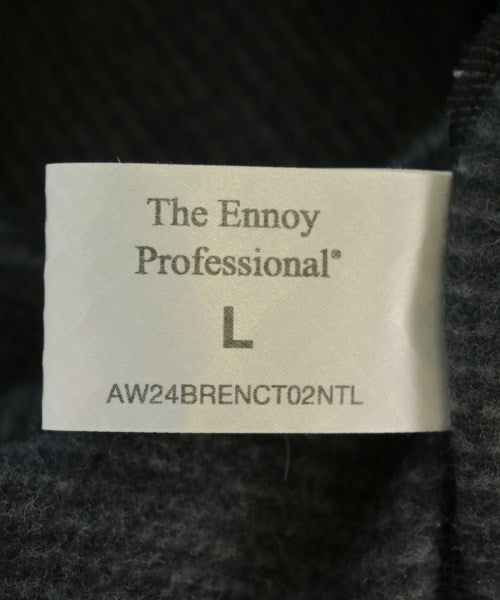 The Ennoy
Professional®
L
AW24BRENCT02NTL